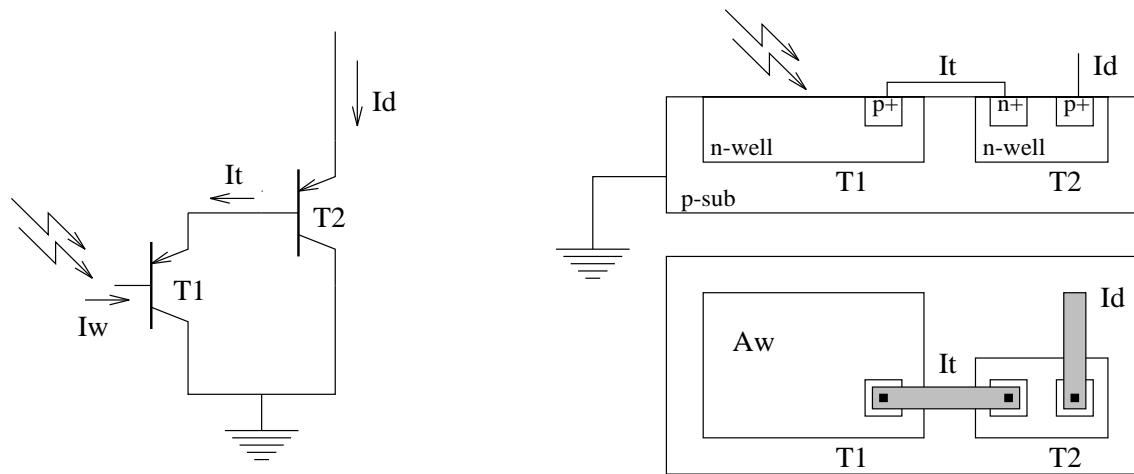 Id
It
T2
T1
Iw
It
Id
p+
n+
p+
n-well
n-well
T1
T2
p-sub
Id
Aw
It
T1
T2